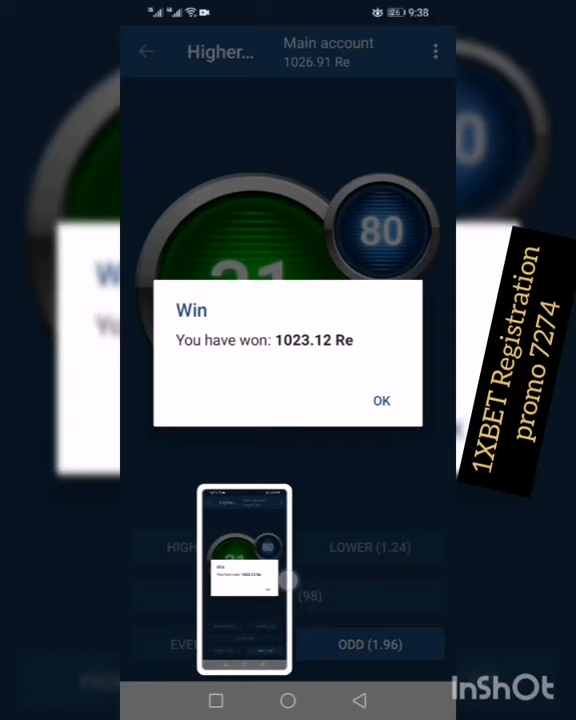 9:38
Higher...
Main account
1026.91 Re
80
Win
You have won: 1023.12 Re
OK
LOWER (1.24)
(98)
ODD (1.96)
1XBET Registration
promo 7274
InShOt